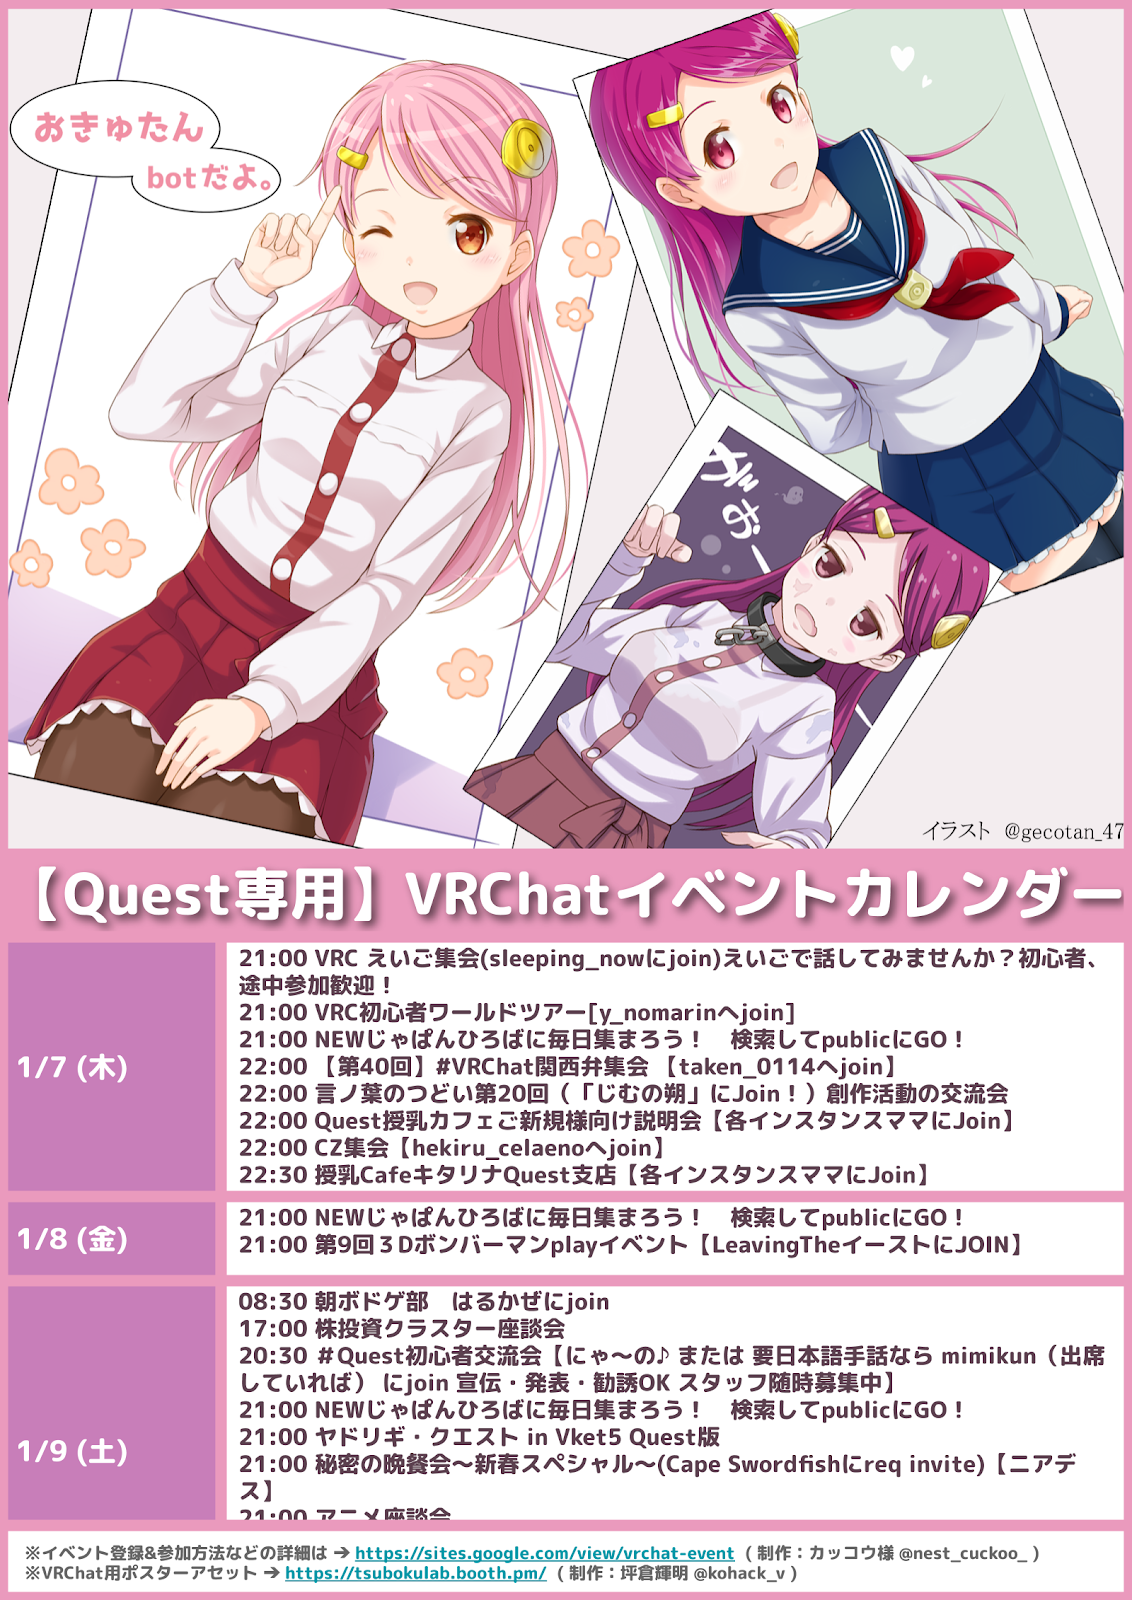 おきゅたん
botだよ。
がおー
イラスト @gecotan_47
【Quest専用】VRChatイベントカレンダー
1/7 (木)
21:00 VRC えいご集会(sleeping_nowにjoin)えいごで話してみませんか？初心者、
途中参加歓迎！
21:00 VRC初心者ワールドツアー[y_nomarinへjoin]
21:00 NEWじゃぱんひろばに毎日集まろう！　検索してpublicにGO！
22:00 【第40回】#VRChat関西弁集会 【taken_0114へjoin】
22:00 言ノ葉のつどい第20回（「じむの朔」にJoin！）創作活動の交流会
22:00 Quest授乳カフェご新規様向け説明会【各インスタンスママにJoin】
22:00 CZ集会【hekiru_celaenoへjoin】
22:30 授乳CafeキタリナQuest支店【各インスタンスママにJoin】
1/8 (金)
21:00 NEWじゃぱんひろばに毎日集まろう！　検索してpublicにGO！
21:00 第9回３Dボンバーマンplayイベント【LeavingTheイーストにJOIN】
1/9 (土)
08:30 朝ボドゲ部　はるかぜにjoin
17:00 株投資クラスター座談会
20:30 ＃Quest初心者交流会【にゃ～の♪ または 要日本語手話なら mimikun（出席
していれば） にjoin 宣伝・発表・勧誘OK スタッフ随時募集中】
21:00 NEWじゃぱんひろばに毎日集まろう！　検索してpublicにGO！
21:00 ヤドリギ・クエスト in Vket5 Quest版
21:00 秘密の晩餐会～新春スペシャル～(Cape Swordfishにreq invite)【ニアデ
ス】
21:00 アニメ座談会
※イベント登録&参加方法などの詳細は → https://sites.google.com/view/vrchat-event （ 制作：カッコウ様 @nest_cuckoo_ ）
※VRChat用ポスターアセット → https://tsubokulab.booth.pm/ （ 制作：坪倉輝明 @kohack_v ）